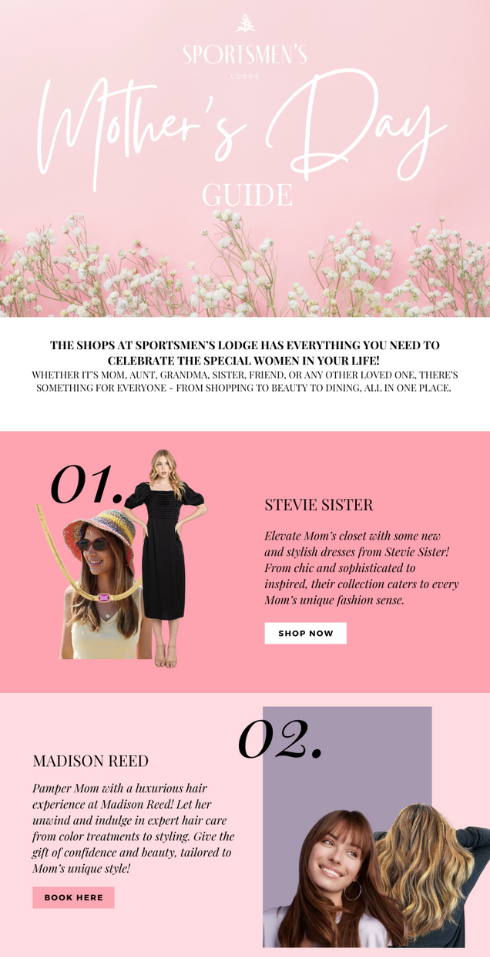 SPORTSMEN'S
LODGE
Mother's Day
GUIDE
THE SHOPS AT SPORTSMEN'S LODGE HAS EVERYTHING YOU NEED TO
CELEBRATE THE SPECIAL WOMEN IN YOUR LIFE!
WHETHER IT'S MOM, AUNT, GRANDMA, SISTER, FRIEND, OR ANY OTHER LOVED ONE, THERE'S
SOMETHING FOR EVERYONE - FROM SHOPPING TO BEAUTY TO DINING, ALL IN ONE PLACE.
01.
STEVIE SISTER
Elevate Mom's closet with some new
and stylish dresses from Stevie Sister!
From chic and sophisticated to
inspired, their collection caters to every
Mom's unique fashion sense.
SHOP NOW
02.
MADISON REED
Pamper Mom with a luxurious hair
experience at Madison Reed! Let her
unwind and indulge in expert hair care
from color treatments to styling. Give the
gift of confidence and beauty, tailored to
Mom's unique style!
BOOK HERE